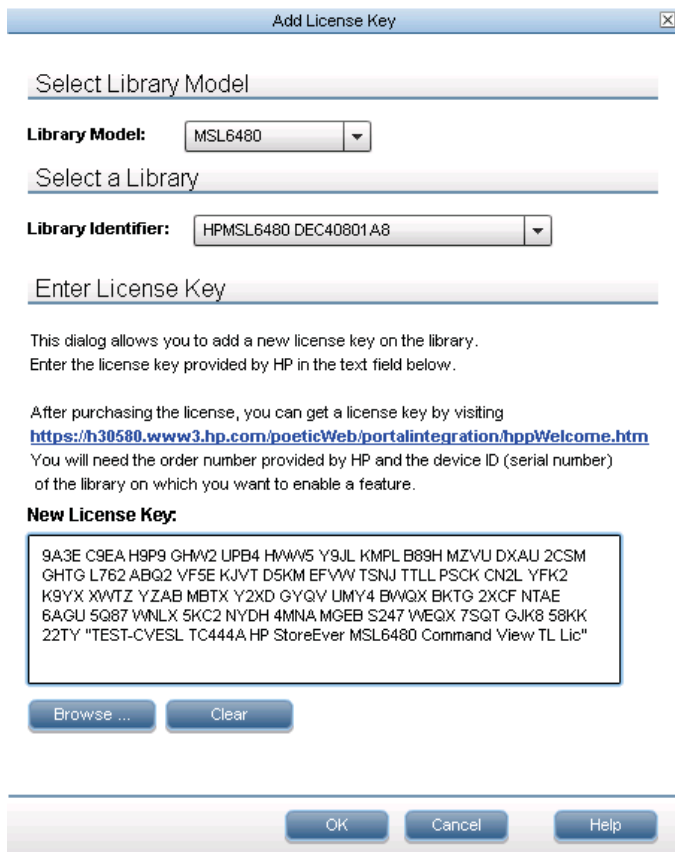 Add License Key
Select Library Model
Library Model: MSL6480
Select a Library
Library Identifier: HPMSL6480 DEC40801A8
Enter License Key
This dialog allows you to add a new license key on the library.
Enter the license key provided by HP in the text field below.
After purchasing the license, you can get a license key by visiting
https://h30580.www3.hp.com/poeticWeb/portalintegration/hppWelcome.htm
You will need the order number provided by HP and the device ID (serial number)
of the library on which you want to enable a feature.
New License Key:
9A3E C9EA H9P9 GHW2 UPB4 HWW5 Y9JL KMPL B89H MZVU DXAU 2CSM
GHTG L762 ABQ2 VF5E KJVT D5KM EFVW TSNJ TTLL PSCK CN2L YFK2
K9YX XWTZ YZAB MBTX Y2XD GYQV UMY4 BWQX BKTG 2XCF NTAE
6AGU 5Q87 WNLX 5KC2 NYDH 4MNA MGEB S247 WEQX 7SQT GJK8 58KK
22TY "TEST-CVESL TC444A HP StoreEver MSL6480 Command View TL Lic"
Browse ... Clear
OK Cancel Help